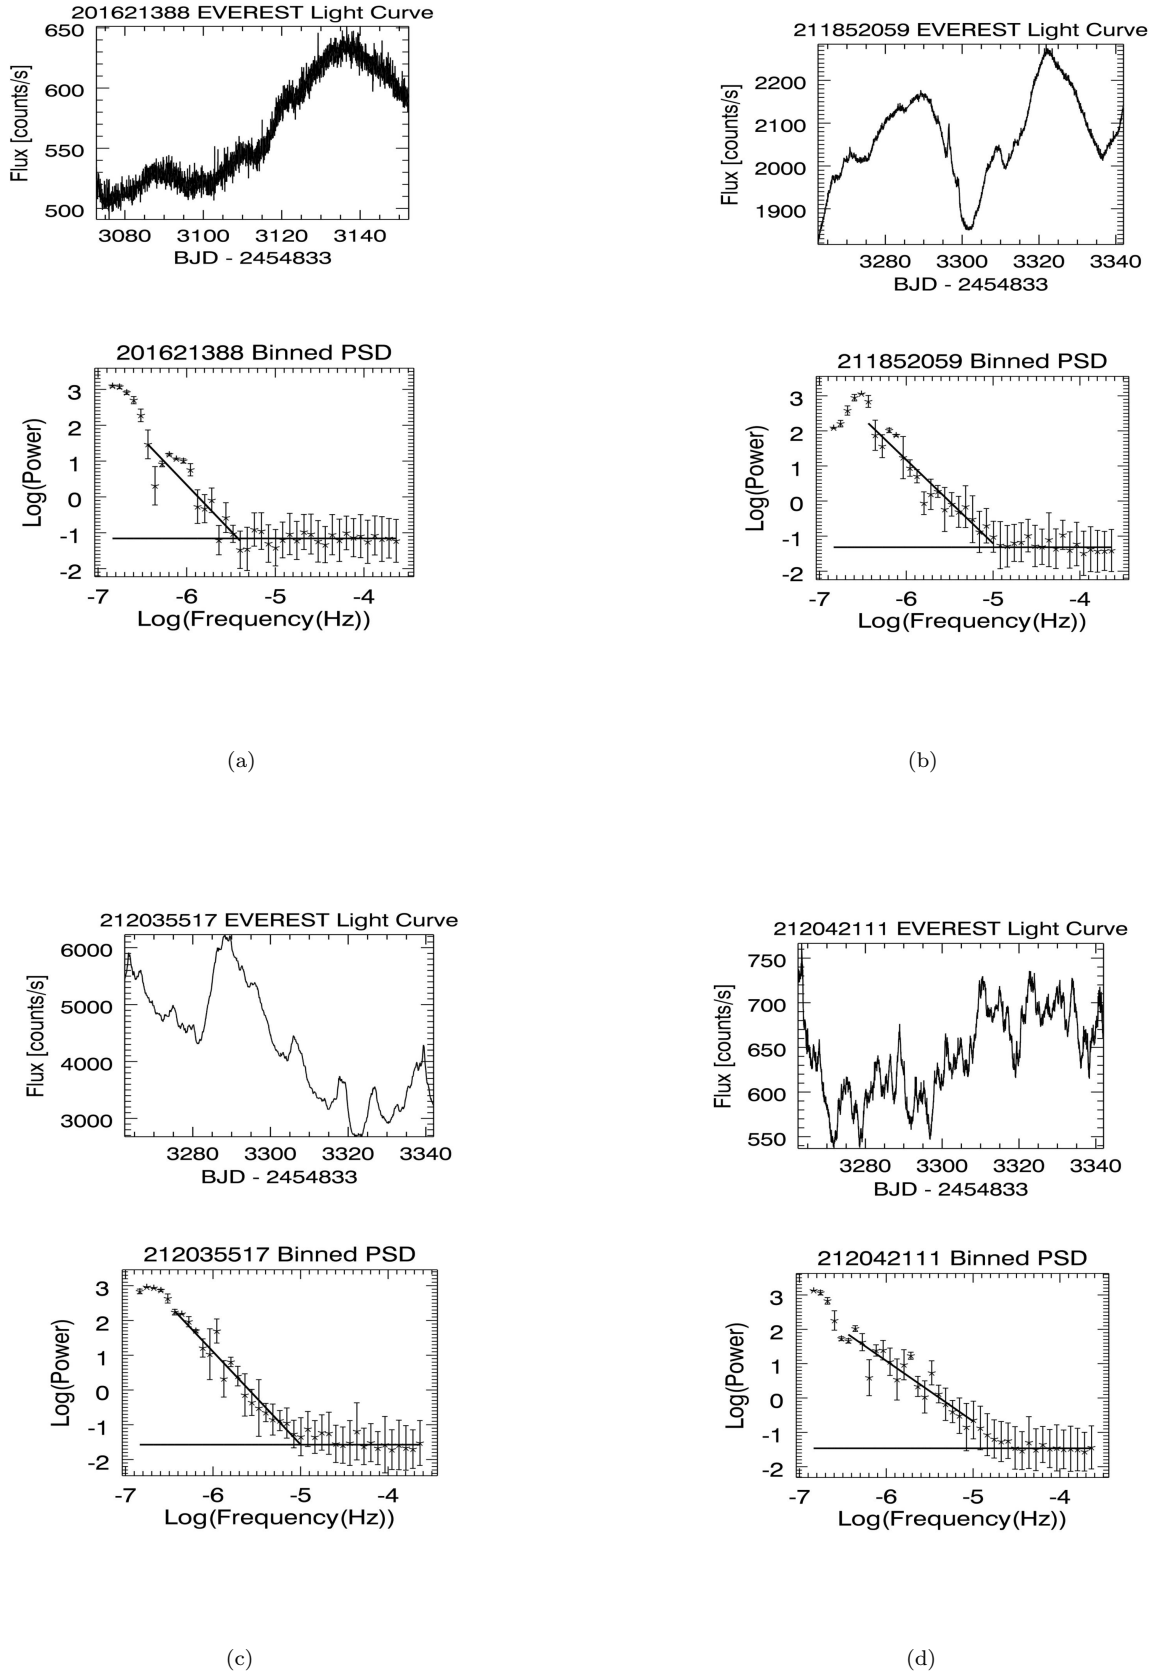 201621388 EVEREST Light Curve
650
600
550
500
Flux [counts/s]
3080 3100 3120 3140
BJD - 2454833
201621388 Binned PSD
3
2
1
0
-1
-2
Log(Power)
-7 -6 -5 -4
Log(Frequency(Hz))
(a)
211852059 EVEREST Light Curve
2200
2100
2000
1900
Flux [counts/s]
3280 3300 3320 3340
BJD - 2454833
211852059 Binned PSD
3
2
1
0
-1
-2
Log(Power)
-7 -6 -5 -4
Log(Frequency(Hz))
(b)
212035517 EVEREST Light Curve
6000
5000
4000
3000
Flux [counts/s]
3280 3300 3320 3340
BJD - 2454833
212035517 Binned PSD
3
2
1
0
-1
-2
Log(Power)
-7 -6 -5 -4
Log(Frequency(Hz))
(c)
212042111 EVEREST Light Curve
750
700
650
600
550
Flux [counts/s]
3280 3300 3320 3340
BJD - 2454833
212042111 Binned PSD
3
2
1
0
-1
-2
Log(Power)
-7 -6 -5 -4
Log(Frequency(Hz))
(d)